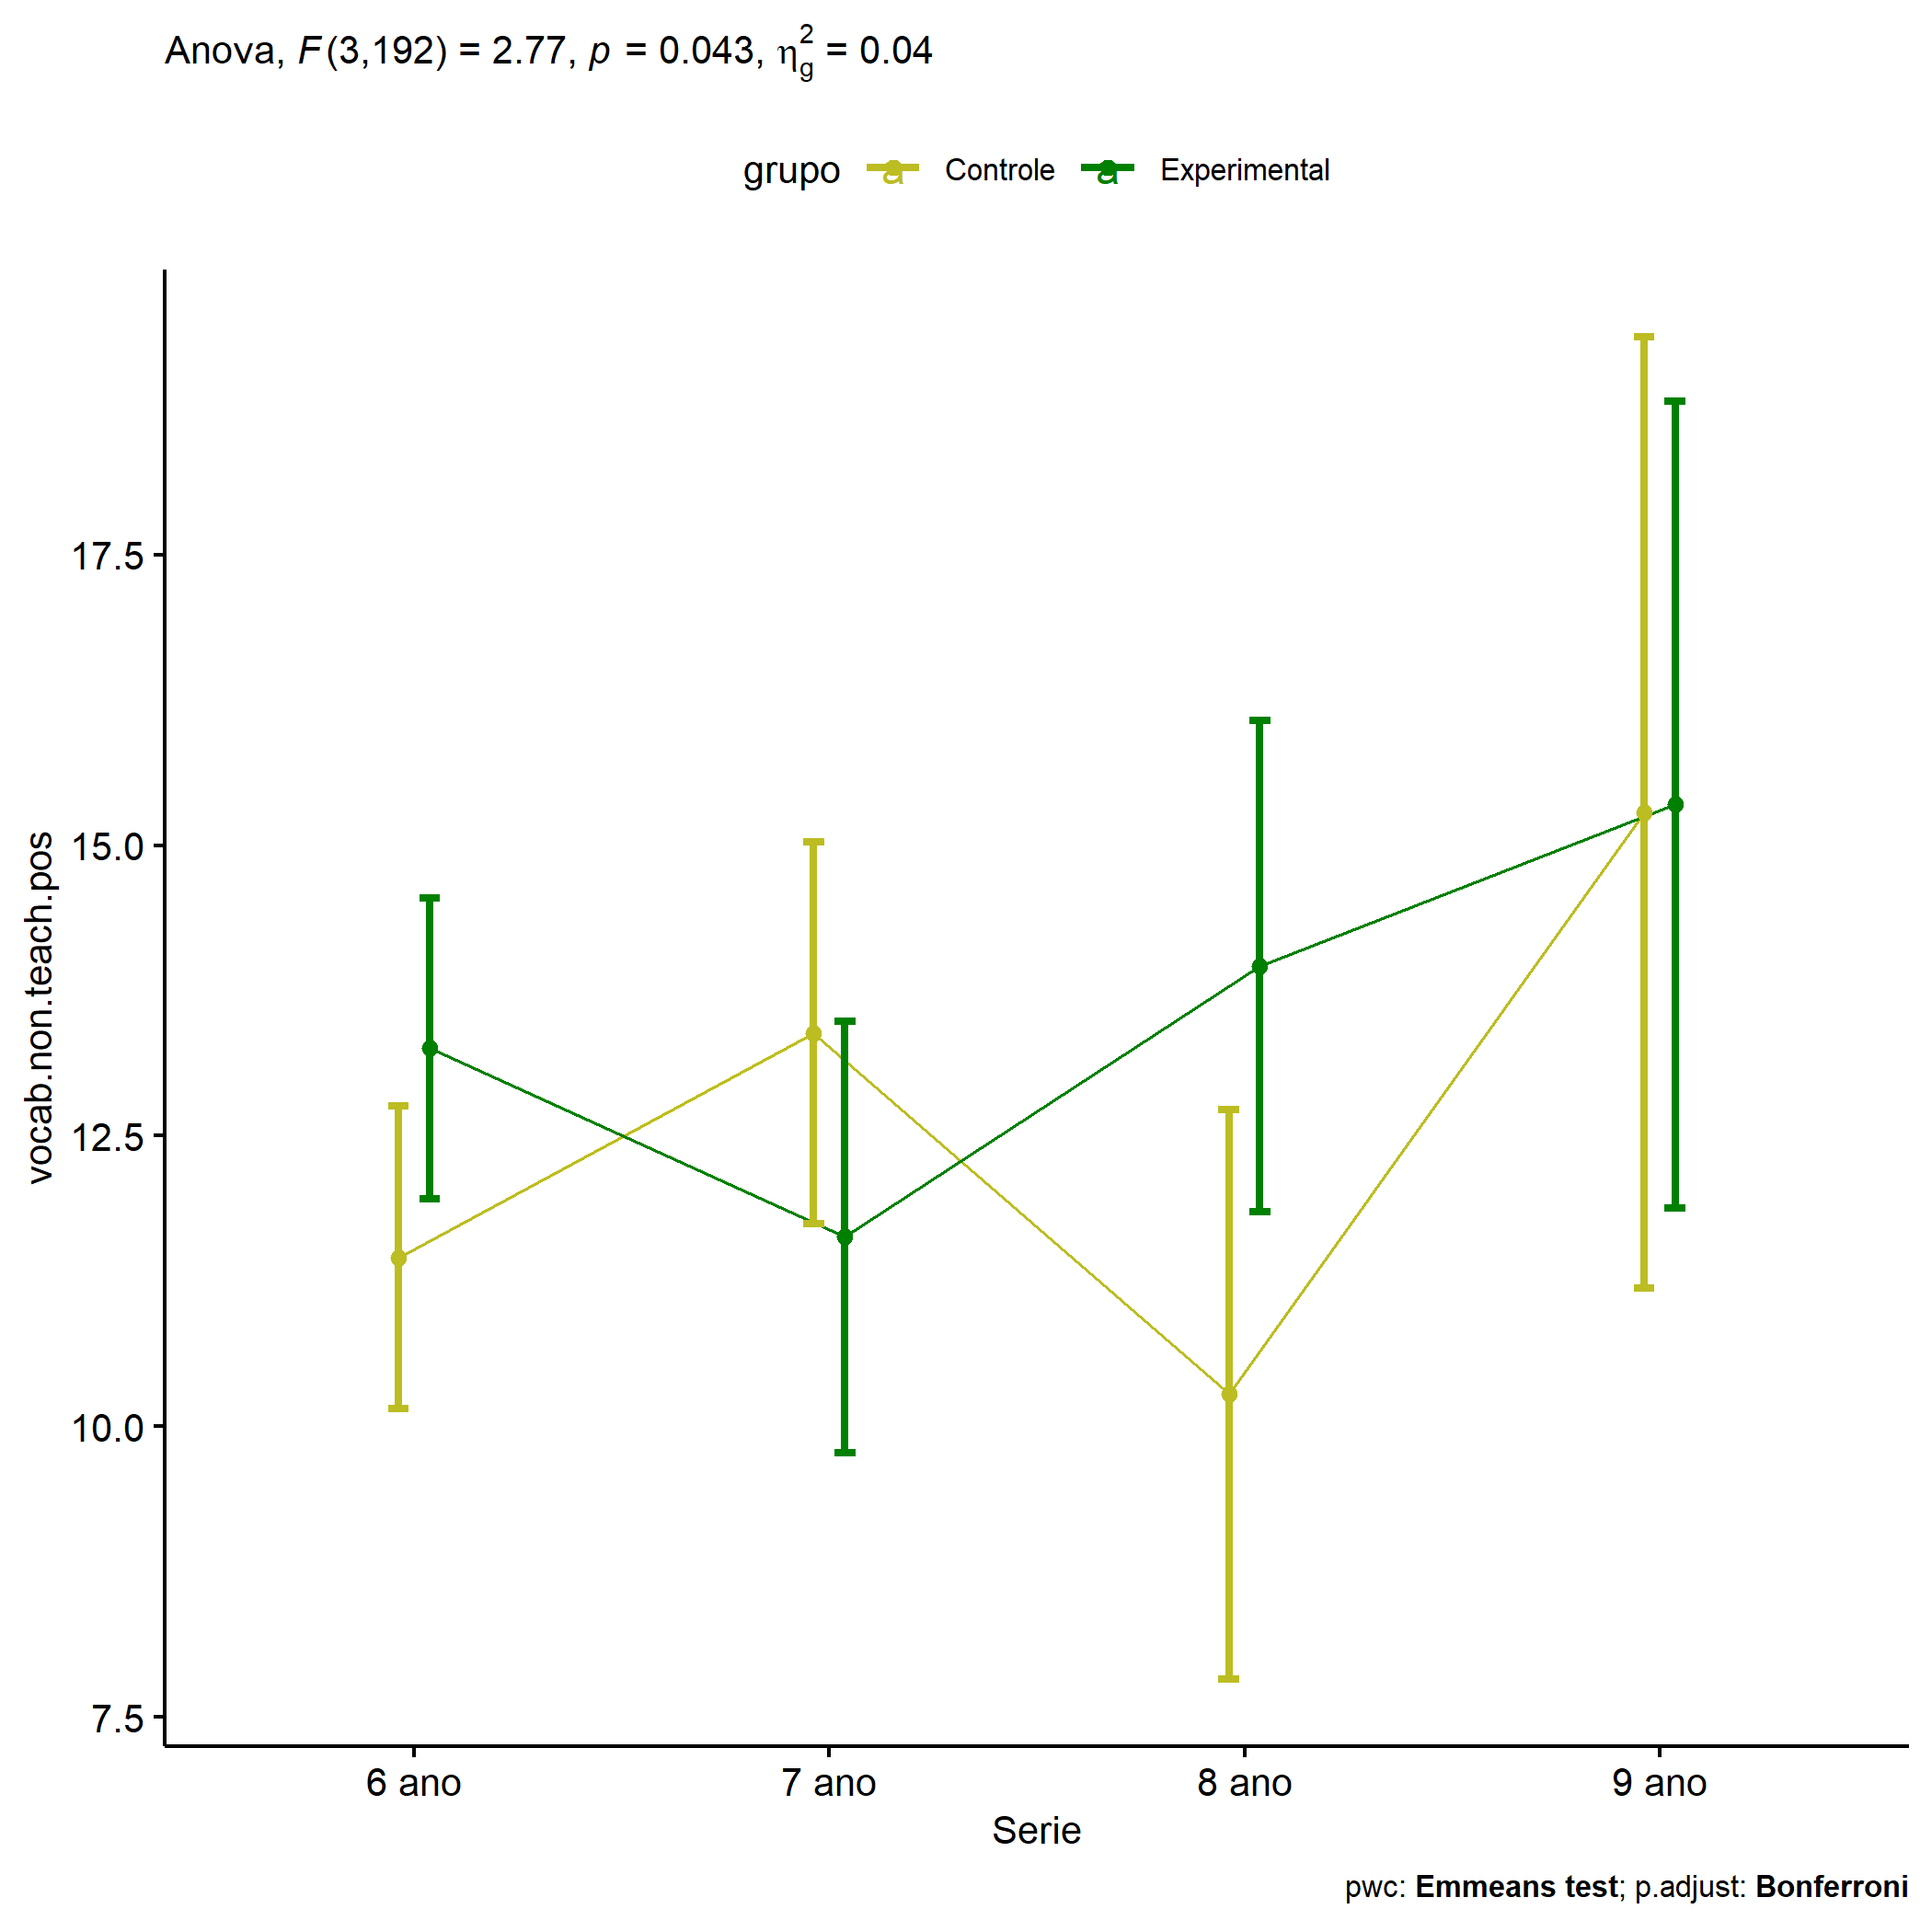 Anova, F(3,192) = 2.77, p = 0.043, η²g = 0.04
grupo a Controle a Experimental
vocab.non.teach.pos
17.5
15.0
12.5
10.0
7.5
6 ano 7 ano 8 ano 9 ano
Serie
pwc: Emmeans test; p.adjust: Bonferroni